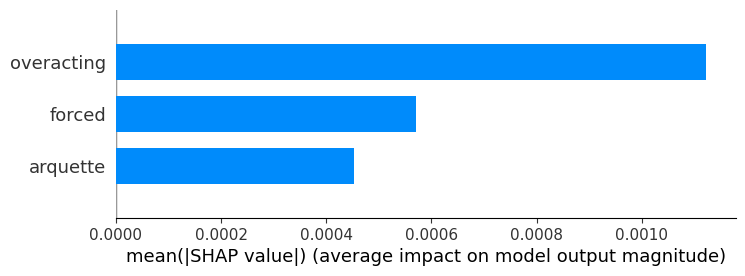 overacting
forced
arquette
0.0000 0.0002 0.0004 0.0006 0.0008 0.0010
mean(|SHAP value|) (average impact on model output magnitude)